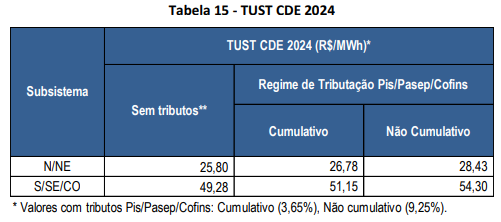 Tabela 15 - TUST CDE 2024
Subsistema
TUST CDE 2024 (R$/MWh)*
Sem tributos**
Regime de Tributação Pis/Pasep/Cofins
Cumulativo
Não Cumulativo
N/NE 25,80 26,78 28,43
S/SE/CO 49,28 51,15 54,30
* Valores com tributos Pis/Pasep/Cofins: Cumulativo (3,65%), Não cumulativo (9,25%).